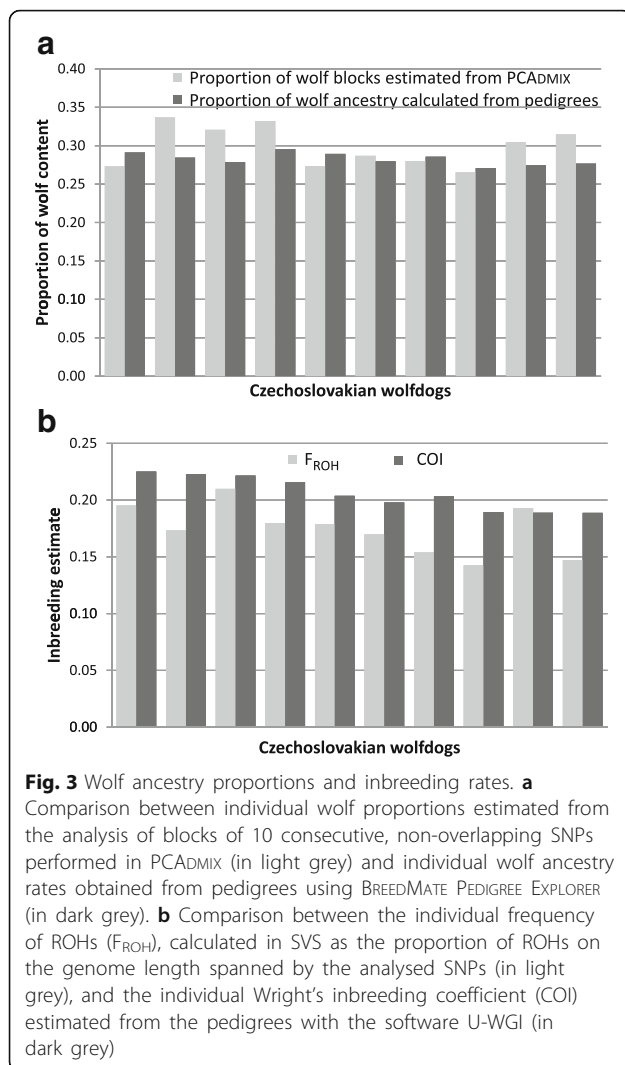 a
0.40
Proportion of wolf blocks estimated from PCADMIX
0.35
Proportion of wolf ancestry calculated from pedigrees
0.30
0.25
0.20
0.15
0.10
0.05
0.00
Proportion of wolf content
Czechoslovakian wolfdogs
b
0.25
FROH
COI
0.20
0.15
0.10
0.05
0.00
Inbreeding estimate
Czechoslovakian wolfdogs
Fig. 3 Wolf ancestry proportions and inbreeding rates. a
Comparison between individual wolf proportions estimated from
the analysis of blocks of 10 consecutive, non-overlapping SNPs
performed in PCADMIX (in light grey) and individual wolf ancestry
rates obtained from pedigrees using BREEDMATE PEDIGREE EXPLORER
(in dark grey). b Comparison between the individual frequency
of ROHs (FROH), calculated in SVS as the proportion of ROHs on
the genome length spanned by the analysed SNPs (in light
grey), and the individual Wright's inbreeding coefficient (COI)
estimated from the pedigrees with the software U-WGI (in
dark grey)